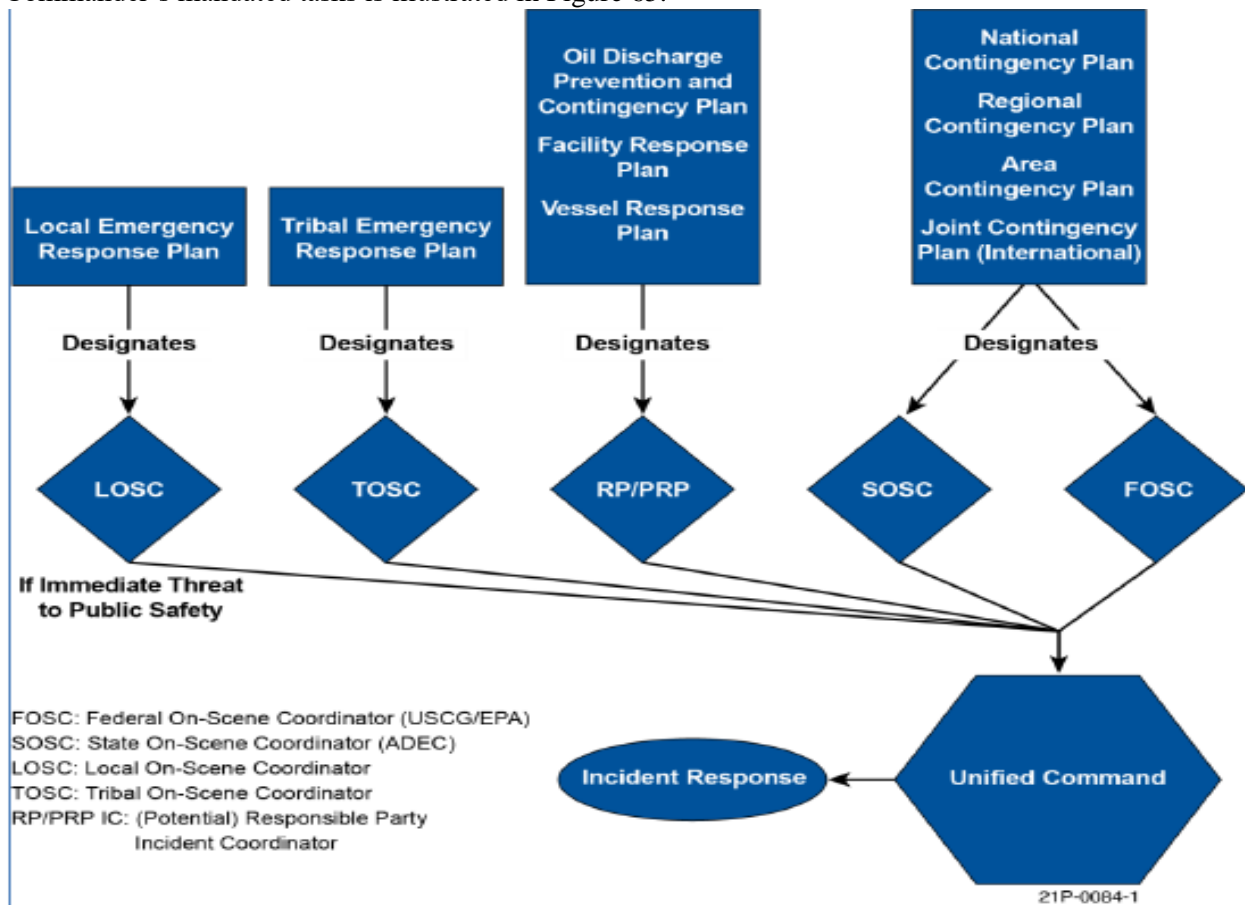 Oil Discharge
Prevention and
Contingency Plan
Facility Response
Plan
Vessel Response
Plan
National
Contingency Plan
Regional
Contingency Plan
Area
Contingency Plan
Joint Contingency
Plan (International)
Local Emergency
Response Plan
Tribal Emergency
Response Plan
Designates
Designates
Designates
Designates
LOSC
TOSC
RP/PRP
SOSC
FOSC
If Immediate Threat
to Public Safety
FOSC: Federal On-Scene Coordinator (USCG/EPA)
SOSC: State On-Scene Coordinator (ADEC)
LOSC: Local On-Scene Coordinator
TOSC: Tribal On-Scene Coordinator
RP/PRP IC: (Potential) Responsible Party
Incident Coordinator
Incident Response
Unified Command
21P-0084-1